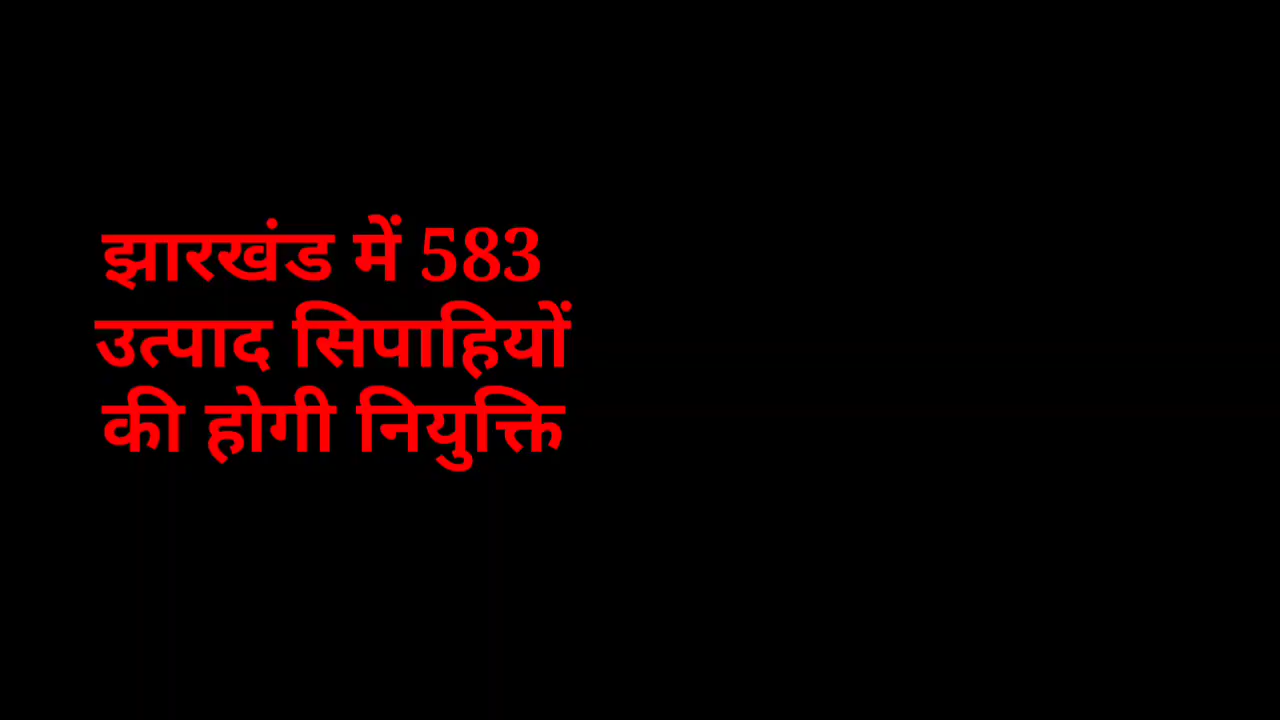 झारखंड में 583
उत्पाद सिपाहियों
की होगी नियुक्ति